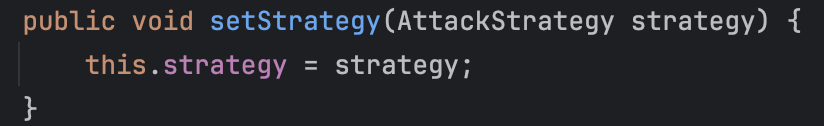 public void setStrategy(AttackStrategy strategy) {
    this.strategy = strategy;
}